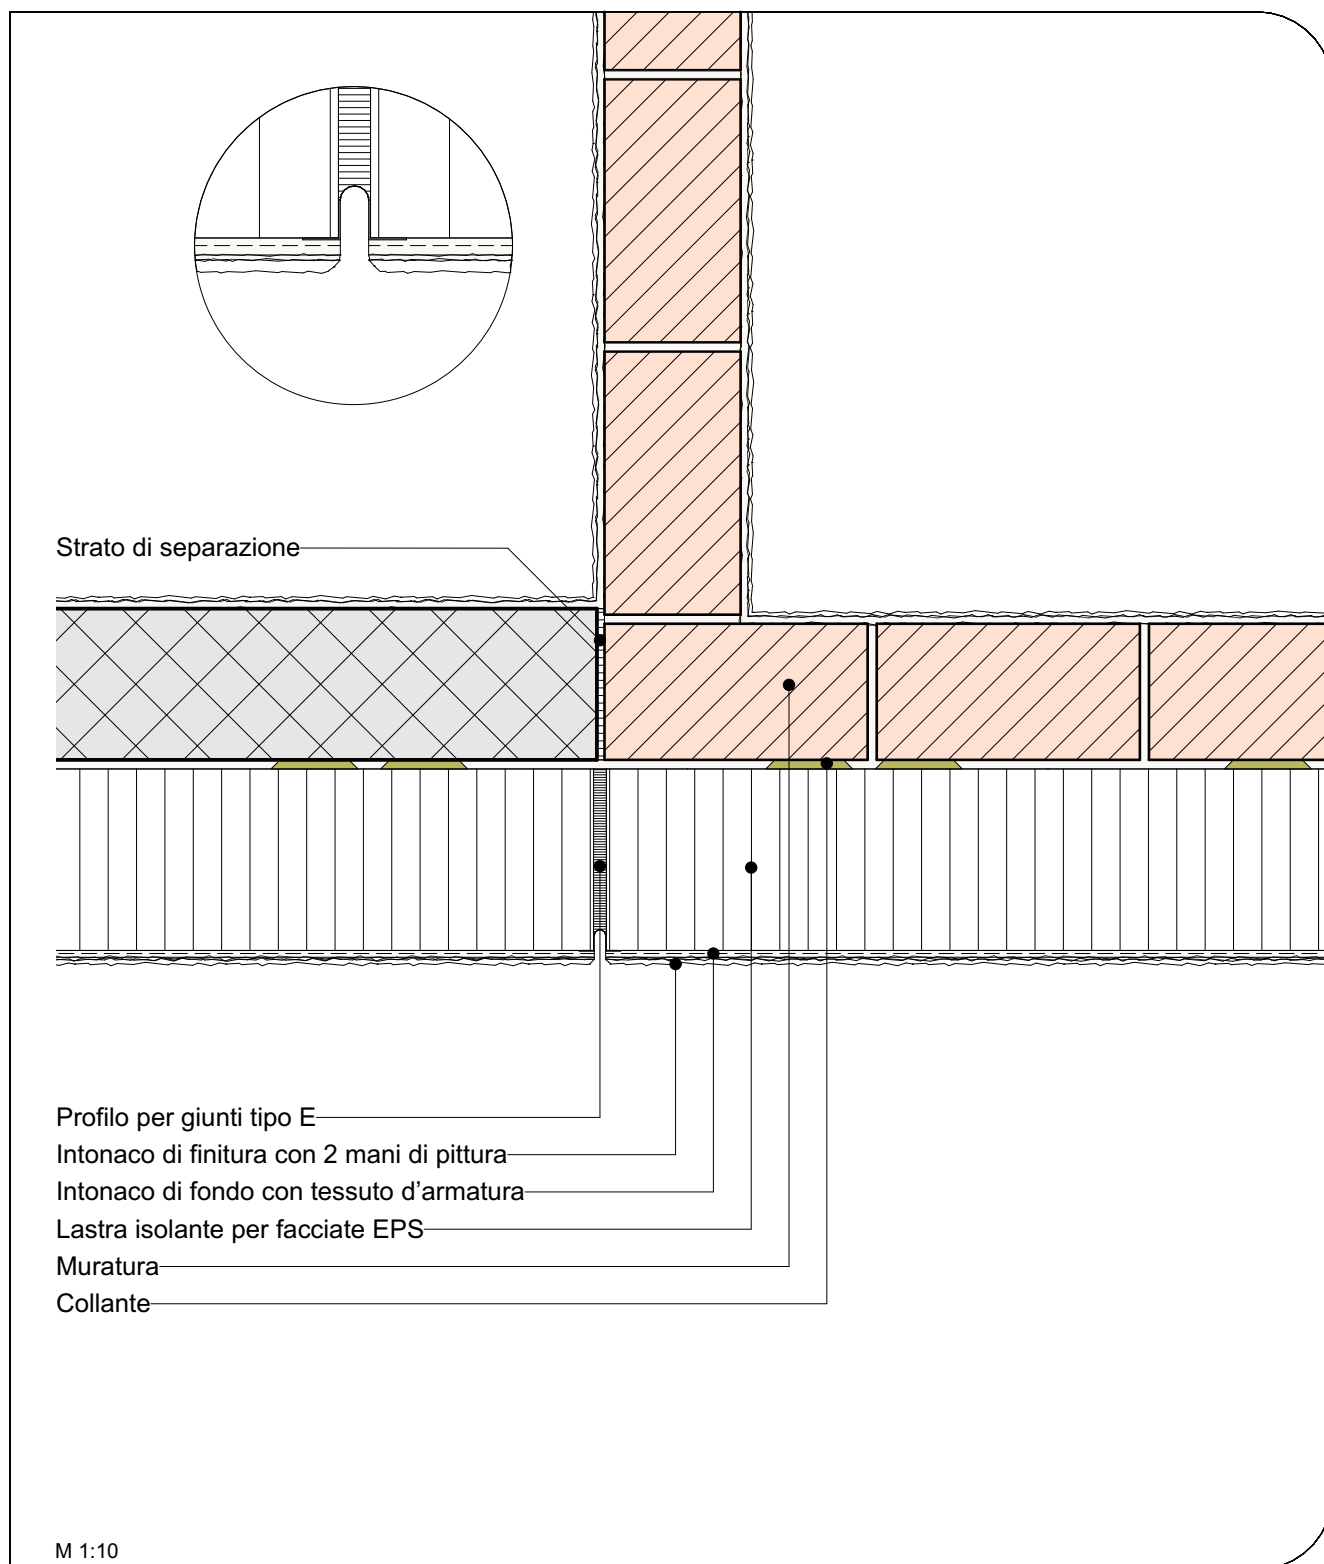 Strato di separazione
Profilo per giunti tipo E
Intonaco di finitura con 2 mani di pittura
Intonaco di fondo con tessuto d’armatura
Lastra isolante per facciate EPS
Muratura
Collante
M 1:10